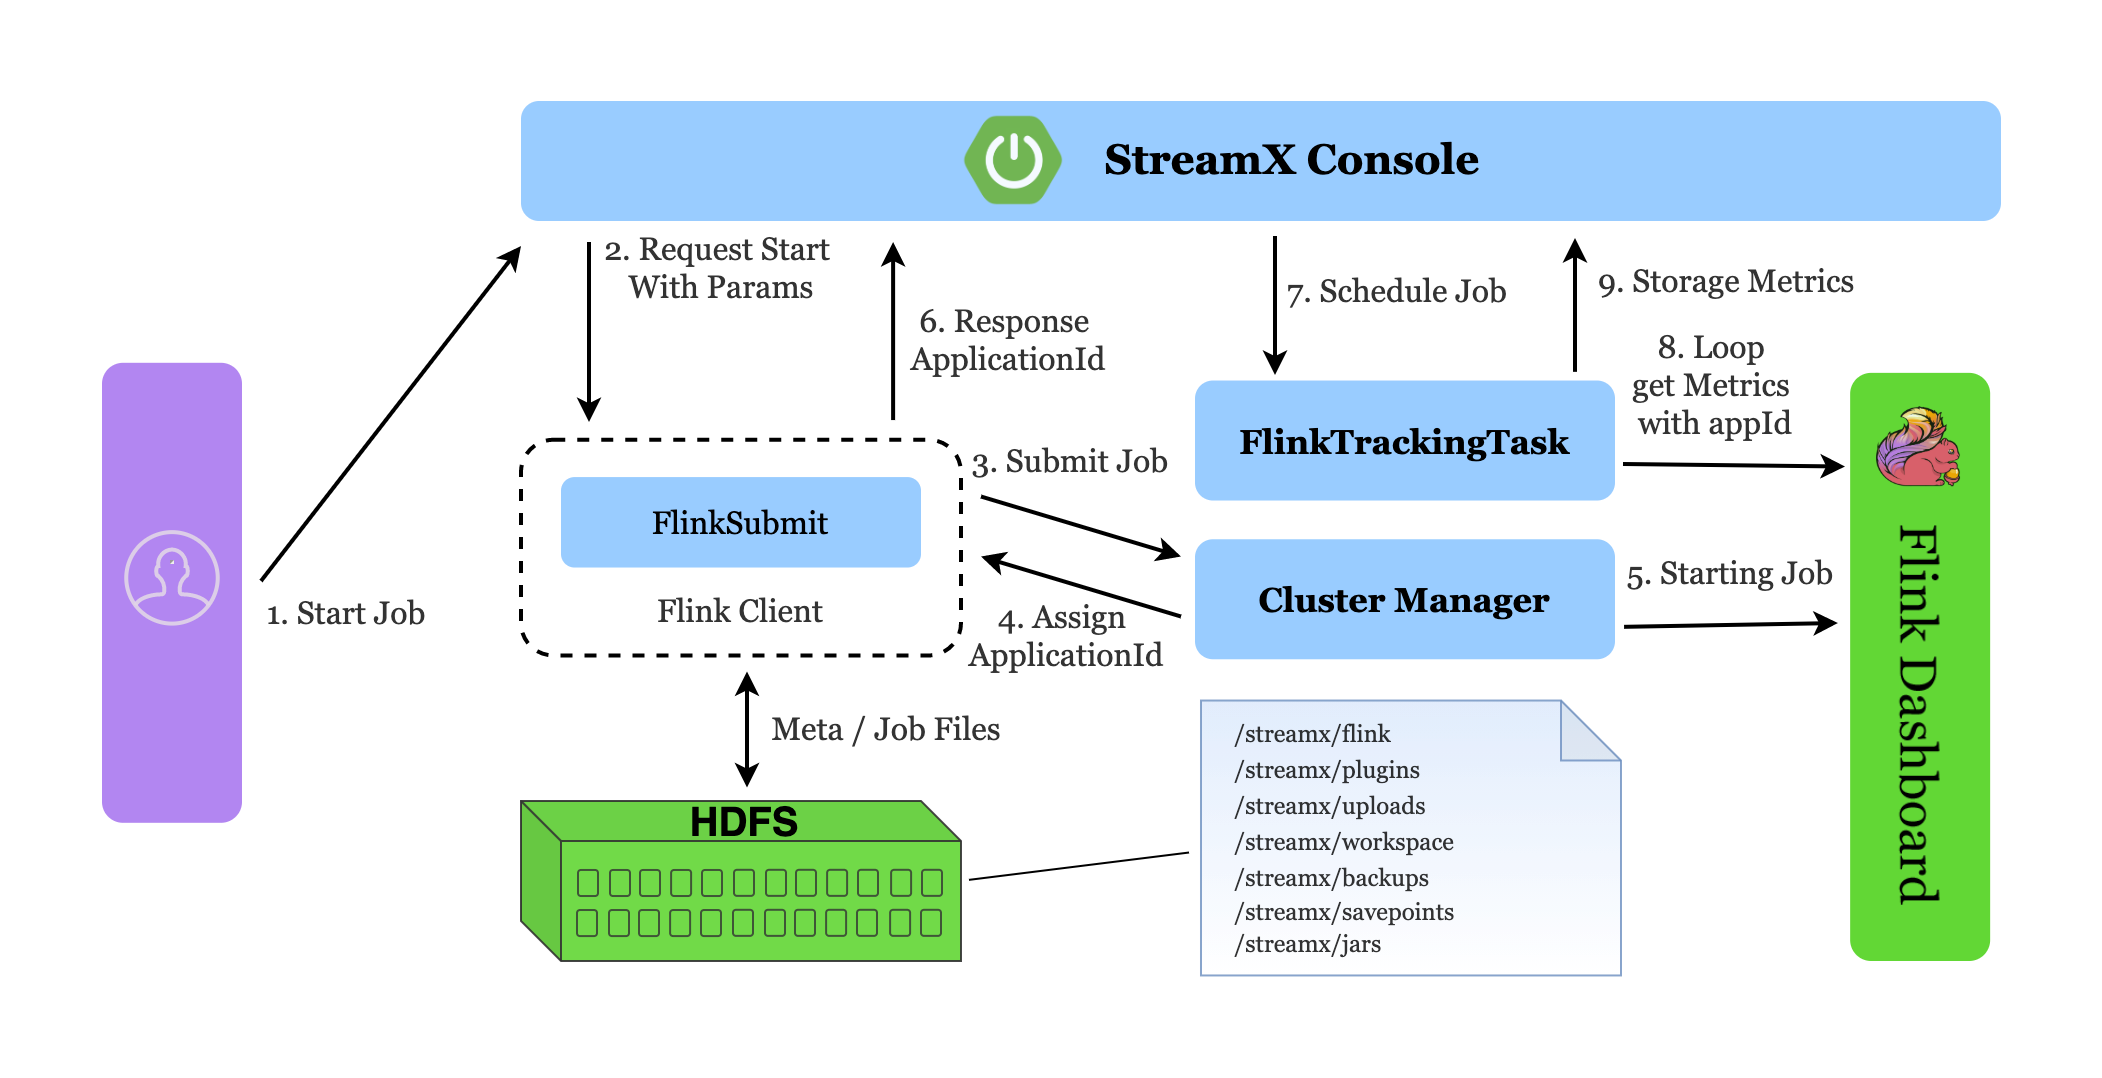 StreamX Console
2. Request Start
With Params
6. Response
ApplicationId
7. Schedule Job
9. Storage Metrics
8. Loop
get Metrics
with appId
1. Start Job
FlinkSubmit
Flink Client
3. Submit Job
4. Assign
ApplicationId
FlinkTrackingTask
Cluster Manager
5. Starting Job
Flink Dashboard
Meta / Job Files
HDFS
/streamx/flink
/streamx/plugins
/streamx/uploads
/streamx/workspace
/streamx/backups
/streamx/savepoints
/streamx/jars